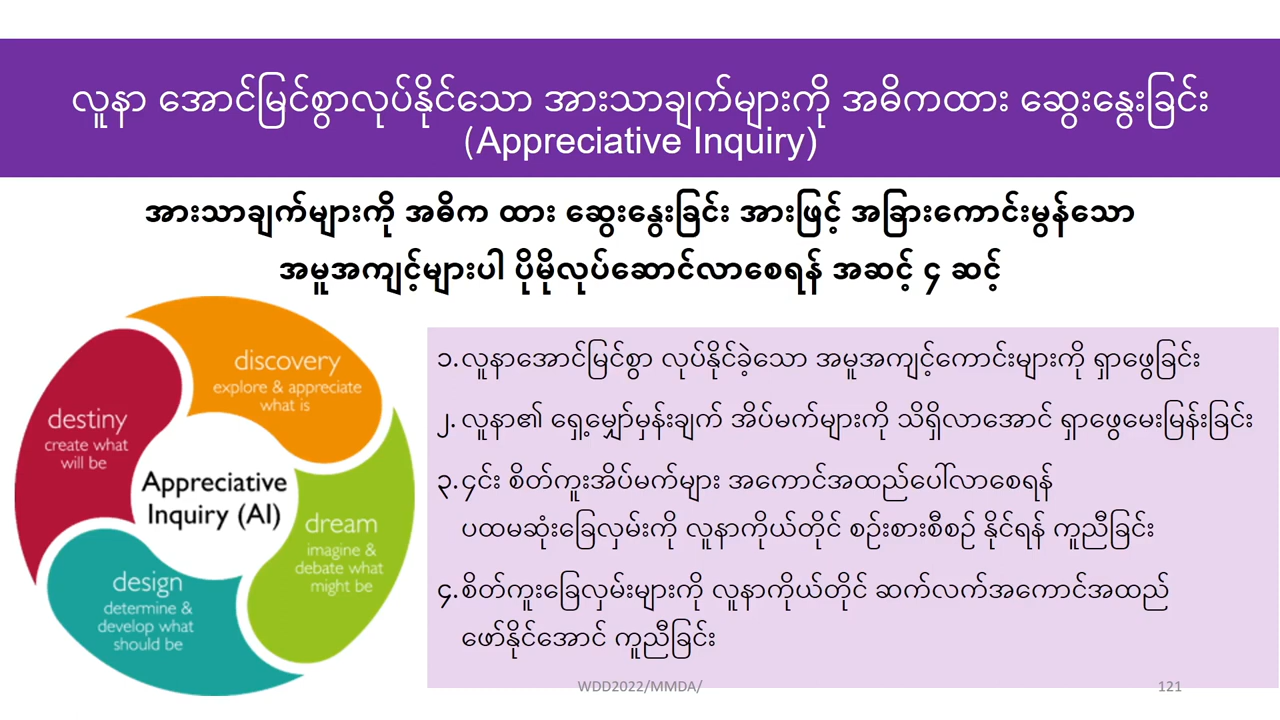 လူနာ အောင်မြင်စွာလုပ်နိုင်သော အားသာချက်များကို အဓိကထား ဆွေးနွေးခြင်း
(Appreciative Inquiry)
အားသာချက်များကို အဓိက ထား ဆွေးနွေးခြင်း အားဖြင့် အခြားကောင်းမွန်သော
အမူအကျင့်များပါ ပိုမိုလုပ်ဆောင်လာစေရန် အဆင့် ၄ ဆင့်
discovery
explore & appreciate
what is
destiny
create what
will be
Appreciative
Inquiry (AI)
dream
imagine &
debate what
might be
design
determine &
develop what
should be
၁.လူနာအောင်မြင်စွာ လုပ်နိုင်ခဲ့သော အမူအကျင့်ကောင်းများကို ရှာဖွေခြင်း
၂. လူနာ၏ ရှေ့မျှော်မှန်းချက် အိပ်မက်များကို သိရှိလာအောင် ရှာဖွေမေးမြန်းခြင်း
၃.၄င်း စိတ်ကူးအိပ်မက်များ အကောင်အထည်ပေါ်လာစေရန်
ပထမဆုံးခြေလှမ်းကို လူနာကိုယ်တိုင် စဉ်းစားစီစဉ် နိုင်ရန် ကူညီခြင်း
၄.စိတ်ကူးခြေလှမ်းများကို လူနာကိုယ်တိုင် ဆက်လက်အကောင်အထည်
ဖော်နိုင်အောင် ကူညီခြင်း
WDD2022/MMDA/
121